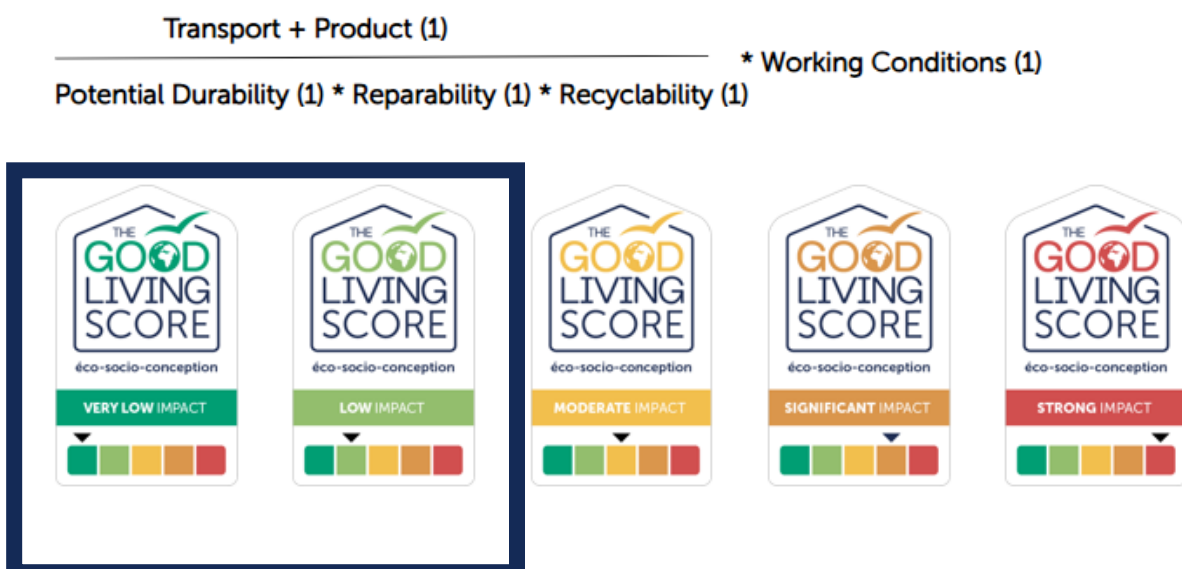 Transport + Product (1)
* Working Conditions (1)
Potential Durability (1) * Reparability (1) * Recyclability (1)
THE
GOOD
LIVING
SCORE
éco-socio-conception
VERY LOW IMPACT
THE
GOOD
LIVING
SCORE
éco-socio-conception
LOW IMPACT
THE
GOOD
LIVING
SCORE
éco-socio-conception
MODERATE IMPACT
THE
GOOD
LIVING
SCORE
éco-socio-conception
SIGNIFICANT IMPACT
THE
GOOD
LIVING
SCORE
éco-socio-conception
STRONG IMPACT